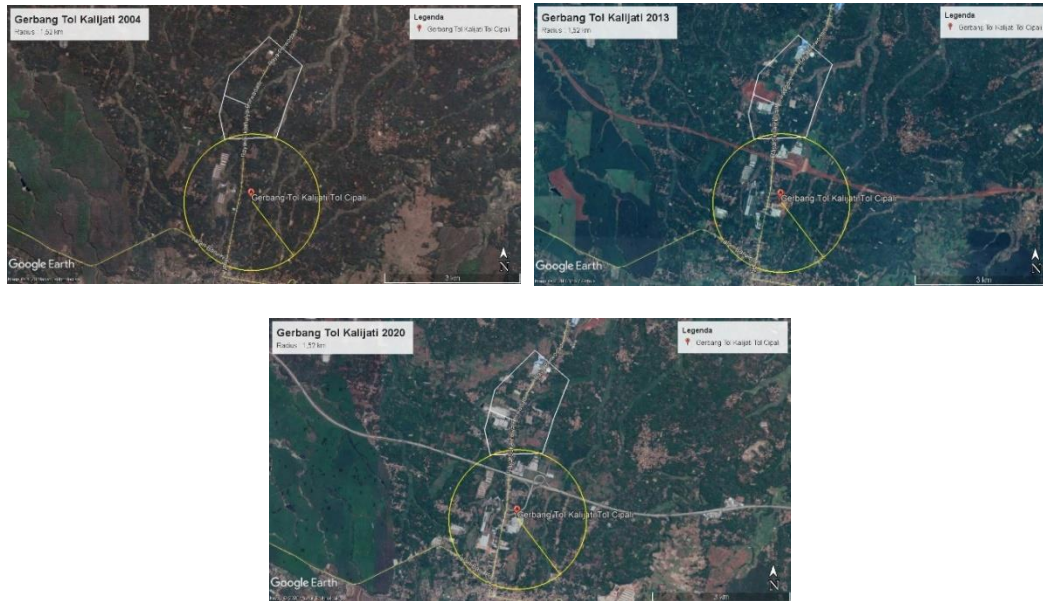 Gerbang Tol Kalijati 2004
Radius : 1,52 km
Legenda
Gerbang Tol Kalijati Tol Cipali
Gerbang Tol Kalijati Tol Cipali
Google Earth
N
Gerbang Tol Kalijati 2013
Radius : 1,52 km
Legenda
Gerbang Tol Kalijati Tol Cipali
Gerbang Tol Kalijati Tol Cipali
Google Earth
3 km
N
Gerbang Tol Kalijati 2020
Radius : 1,52 km
Legenda
Gerbang Tol Kalijati Tol Cipali
Gerbang Tol Kalijati Tol Cipali
Google Earth
N